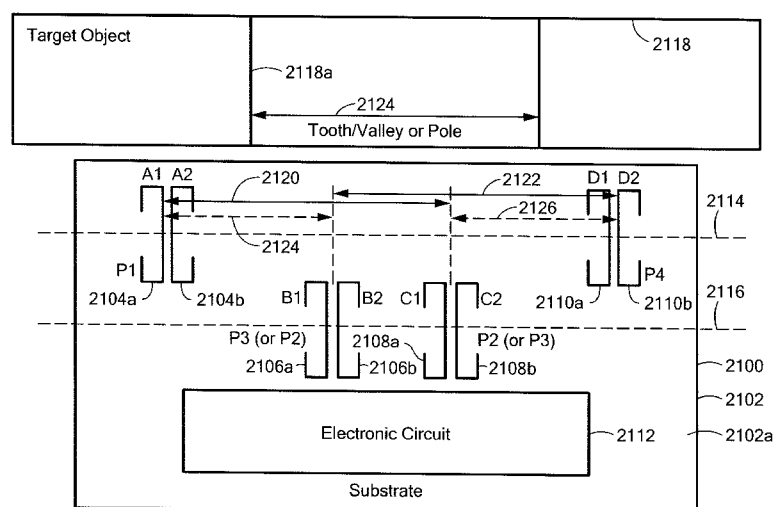 Target Object
2118
2118a
2124
Tooth/Valley or Pole
A1 A2
2120
2122
D1 D2
2126
2114
2124
P1
P4
2104a 2104b
B1 B2
C1 C2
2110a 2110b
2116
P3 (or P2)
2108a
P2 (or P3)
2106a
2106b
2108b
2100
2102
Electronic Circuit
2112
2102a
Substrate